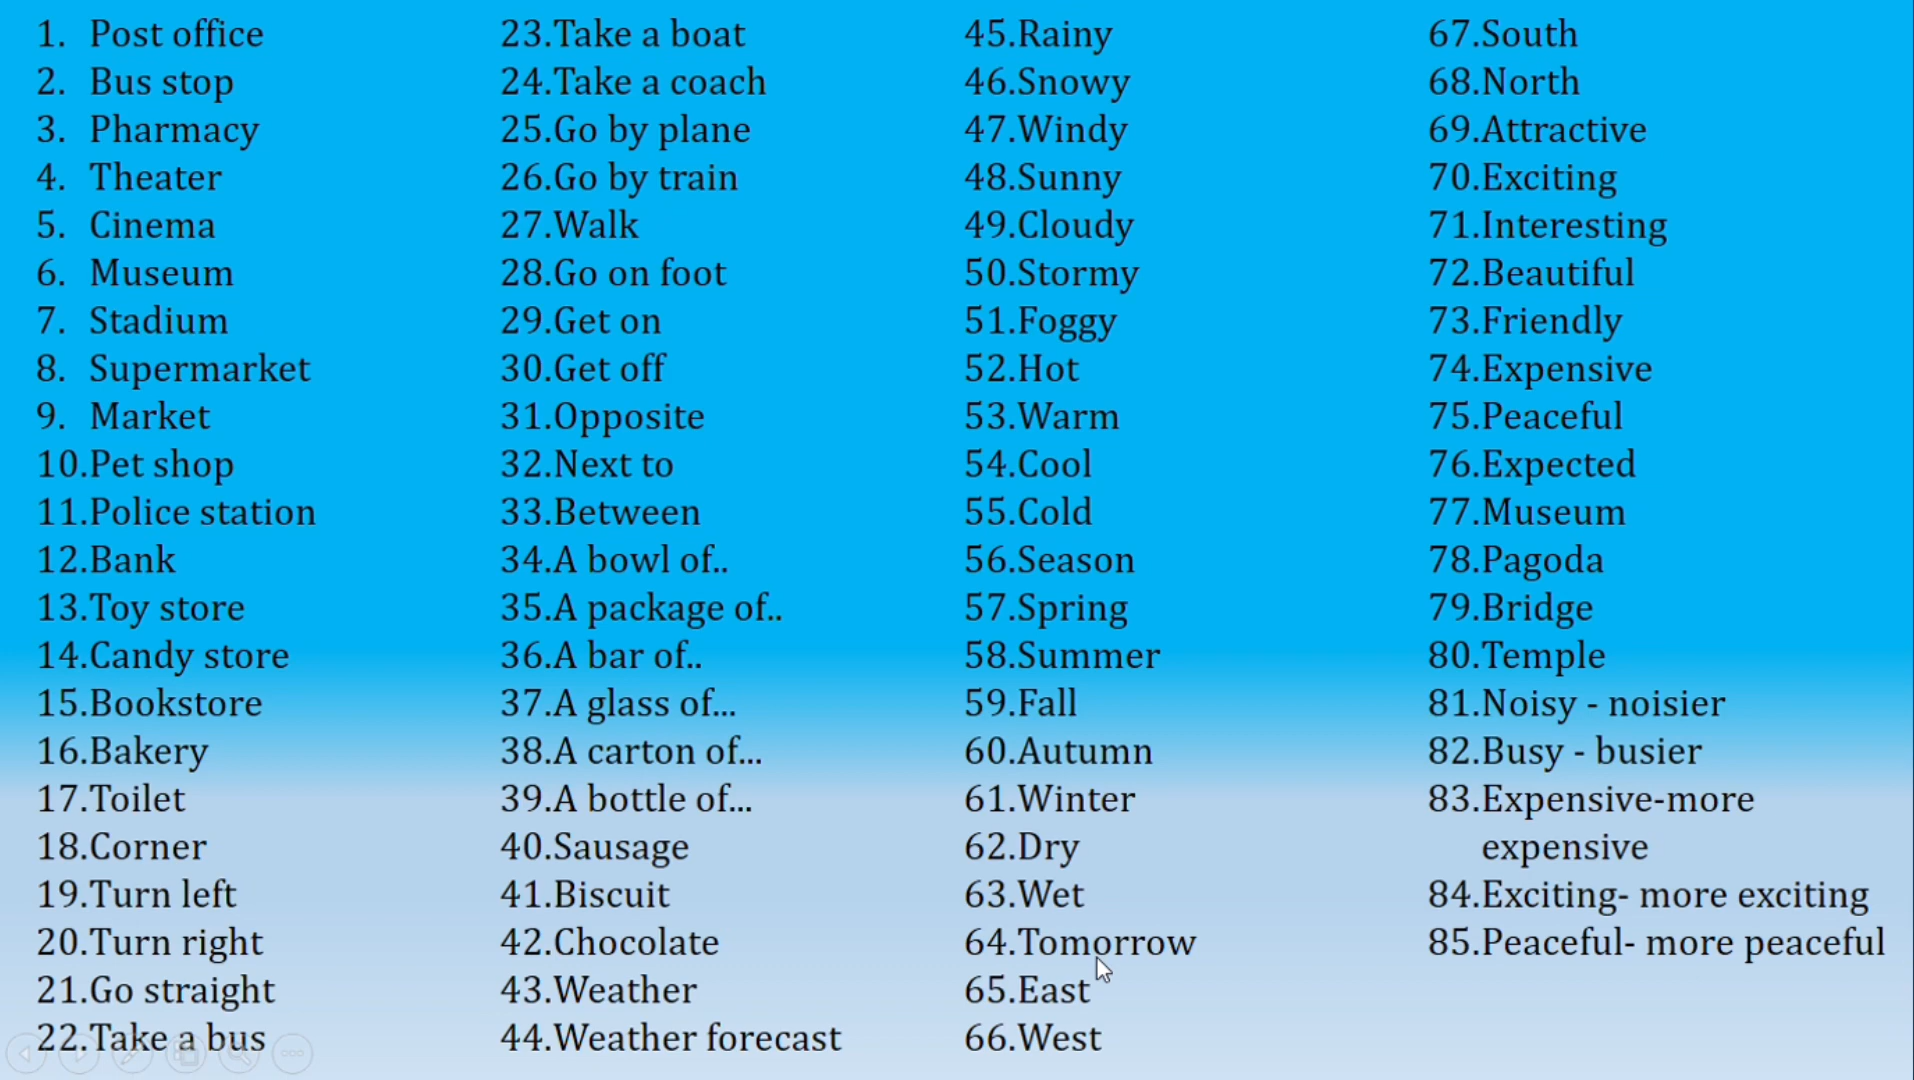 1. Post office
2. Bus stop
3. Pharmacy
4. Theater
5. Cinema
6. Museum
7. Stadium
8. Supermarket
9. Market
10.Pet shop
11.Police station
12.Bank
13.Toy store
14.Candy store
15.Bookstore
16.Bakery
17.Toilet
18.Corner
19.Turn left
20.Turn right
21.Go straight
22.Take a bus
23.Take a boat
24.Take a coach
25.Go by plane
26.Go by train
27.Walk
28.Go on foot
29.Get on
30.Get off
31.Opposite
32.Next to
33.Between
34.A bowl of..
35.A package of..
36.A bar of..
37.A glass of...
38.A carton of...
39.A bottle of...
40.Sausage
41.Biscuit
42.Chocolate
43.Weather
44.Weather forecast
45.Rainy
46.Snowy
47.Windy
48.Sunny
49.Cloudy
50.Stormy
51.Foggy
52.Hot
53.Warm
54.Cool
55.Cold
56.Season
57.Spring
58.Summer
59.Fall
60.Autumn
61.Winter
62.Dry
63.Wet
64.Tomorrow
65.East
66.West
67.South
68.North
69.Attractive
70.Exciting
71.Interesting
72.Beautiful
73.Friendly
74.Expensive
75.Peaceful
76.Expected
77.Museum
78.Pagoda
79.Bridge
80.Temple
81.Noisy - noisier
82.Busy - busier
83.Expensive-more
expensive
84.Exciting- more exciting
85.Peaceful- more peaceful